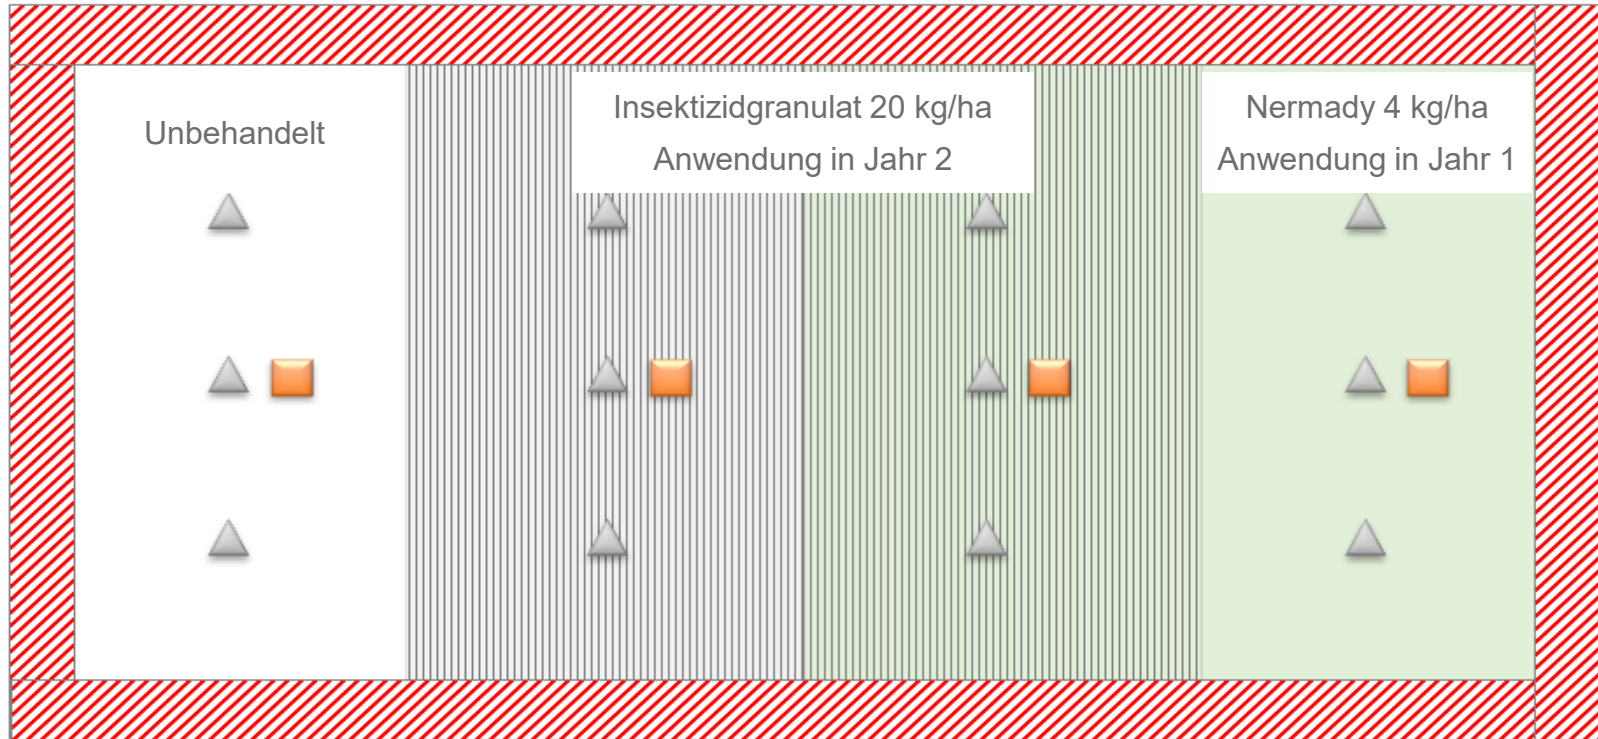 Unbehandelt
Insektizidgranulat 20 kg/ha
Anwendung in Jahr 2
Nermady 4 kg/ha
Anwendung in Jahr 1